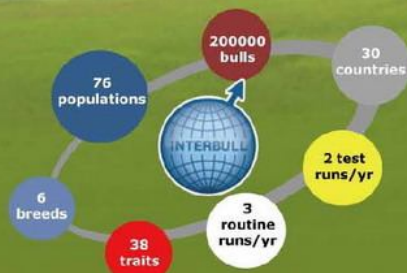 200000
bulls
30
countries
76
populations
INTERBULL
2 test
runs/yr
6
breeds
3
routine
runs/yr
38
traits